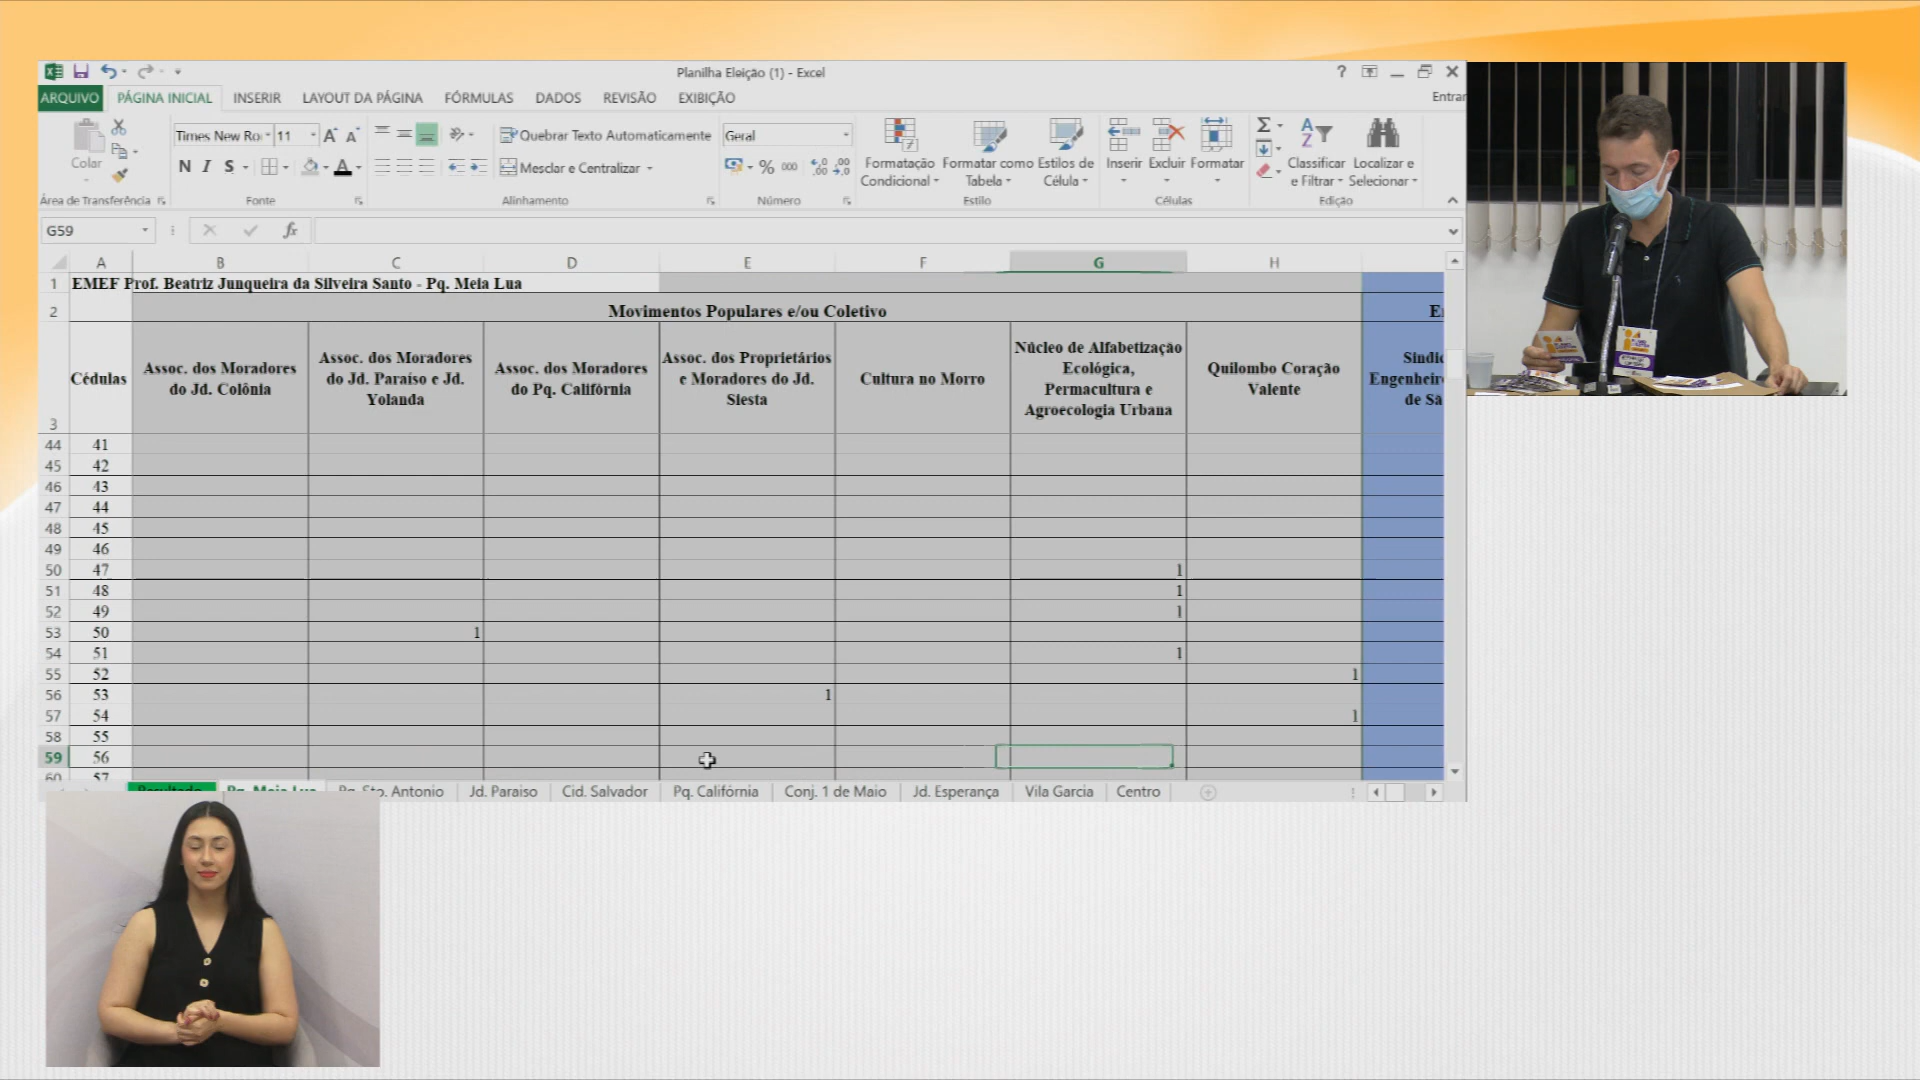 Planilha Eleição (1) - Excel
ARQUIVO PÁGINA INICIAL INSERIR LAYOUT DA PÁGINA FÓRMULAS DADOS REVISÃO EXIBIÇÃO Entrar
Times New Ro 11 Quebrar Texto Automaticamente Geral
Colar N I S Mesclar e Centralizar % 000 Formatação Condicional Formatar como Tabela Estilos de Célula Inserir Excluir Formatar Classificar e Filtrar Localizar e Selecionar
Área de Transferência Fonte Alinhamento Número Estilo Células Edição
G59 fx
A B C D E F G H
1 EMEF Prof. Beatriz Junqueira da Silveira Santo - Pq. Meia Lua
2 Movimentos Populares e/ou Coletivo
3 Cédulas
Assoc. dos Moradores do Jd. Colônia
Assoc. dos Moradores do Jd. Paraíso e Jd. Yolanda
Assoc. dos Moradores do Pq. Califórnia
Assoc. dos Proprietários e Moradores do Jd. Siesta
Cultura no Morro
Núcleo de Alfabetização Ecológica, Permacultura e Agroecologia Urbana
Quilombo Coração Valente
44 41
45 42
46 43
47 44
48 45
49 46
50 47 1
51 48 1
52 49 1
53 50 1
54 51 1
55 52 1
56 53 1
57 54 1
58 55
59 56
60 57
Resultado Pq. Meia Lua Pq. Sto. Antonio Jd. Paraiso Cid. Salvador Pq. Califórnia Conj. 1 de Maio Jd. Esperança Vila Garcia Centro